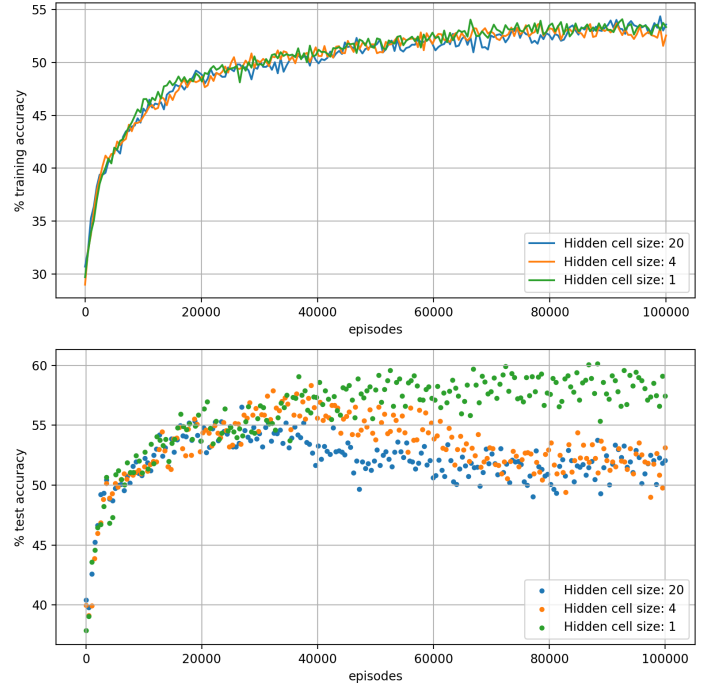 55
50
45
40
35
30
% training accuracy
Hidden cell size: 20
Hidden cell size: 4
Hidden cell size: 1
0 20000 40000 60000 80000 100000
episodes
60
55
50
45
40
% test accuracy
Hidden cell size: 20
Hidden cell size: 4
Hidden cell size: 1
0 20000 40000 60000 80000 100000
episodes